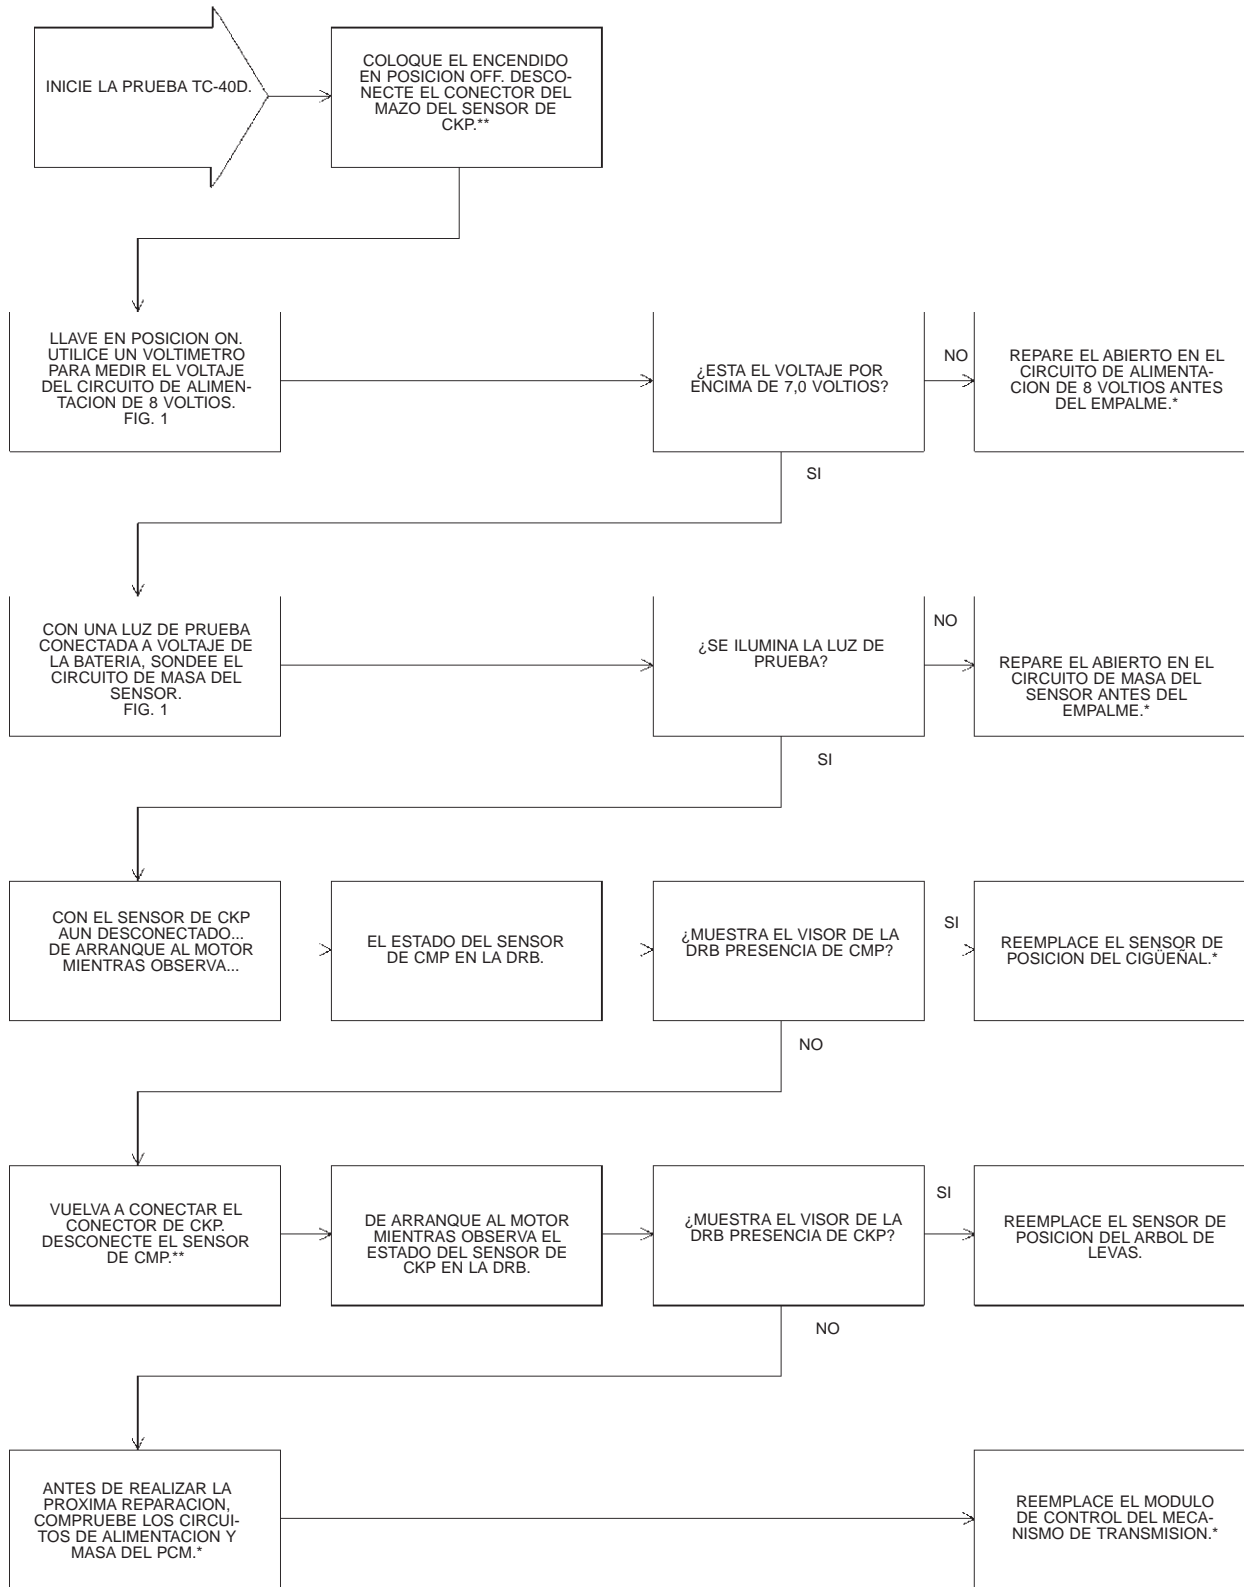 INICIE LA PRUEBA TC-40D.
COLOQUE EL ENCENDIDO
EN POSICION OFF. DESCO-
NECTE EL CONECTOR DEL
MAZO DEL SENSOR DE
CKP.**
LLAVE EN POSICION ON.
UTILICE UN VOLTIMETRO
PARA MEDIR EL VOLTAJE
DEL CIRCUITO DE ALIMEN-
TACION DE 8 VOLTIOS.
FIG. 1
¿ESTA EL VOLTAJE POR
ENCIMA DE 7,0 VOLTIOS?
NO
REPARE EL ABIERTO EN EL
CIRCUITO DE ALIMENTA-
CION DE 8 VOLTIOS ANTES
DEL EMPALME.*
SI
CON UNA LUZ DE PRUEBA
CONECTADA A VOLTAJE DE
LA BATERIA, SONDEE EL
CIRCUITO DE MASA DEL
SENSOR.
FIG. 1
¿SE ILUMINA LA LUZ DE
PRUEBA?
NO
REPARE EL ABIERTO EN EL
CIRCUITO DE MASA DEL
SENSOR ANTES DEL
EMPALME.*
SI
CON EL SENSOR DE CKP
AUN DESCONECTADO...
DE ARRANQUE AL MOTOR
MIENTRAS OBSERVA...
EL ESTADO DEL SENSOR
DE CMP EN LA DRB.
¿MUESTRA EL VISOR DE LA
DRB PRESENCIA DE CMP?
SI
REEMPLACE EL SENSOR DE
POSICION DEL CIGÜEÑAL.*
NO
VUELVA A CONECTAR EL
CONECTOR DE CKP.
DESCONECTE EL SENSOR
DE CMP.**
DE ARRANQUE AL MOTOR
MIENTRAS OBSERVA EL
ESTADO DEL SENSOR DE
CKP EN LA DRB.
¿MUESTRA EL VISOR DE LA
DRB PRESENCIA DE CKP?
SI
REEMPLACE EL SENSOR DE
POSICION DEL ARBOL DE
LEVAS.
NO
ANTES DE REALIZAR LA
PROXIMA REPARACION,
COMPRUEBE LOS CIRCUI-
TOS DE ALIMENTACION Y
MASA DEL PCM.*
REEMPLACE EL MODULO
DE CONTROL DEL MECA-
NISMO DE TRANSMISION.*